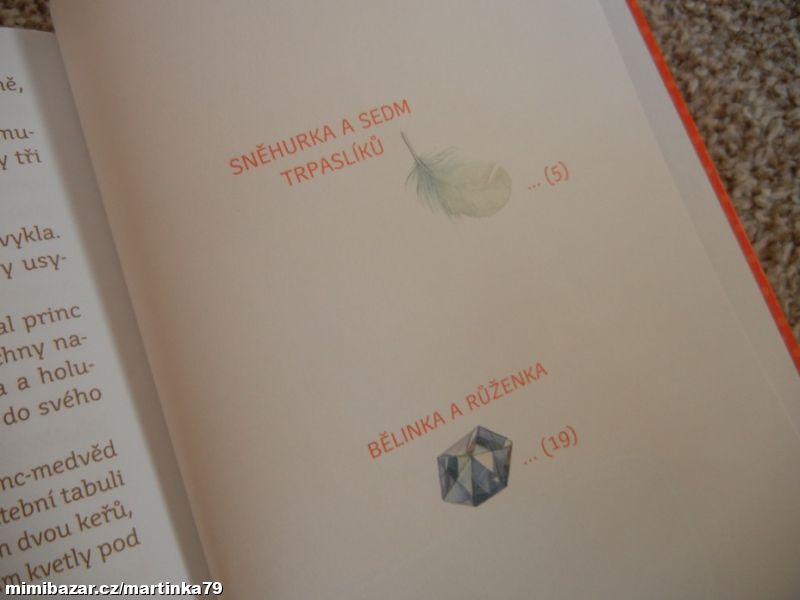 ně,
mu-
y tři
vykla.
y usy-
al princ
chny na-
a a holu-
do svého
nc-medvěd
tební tabuli
n dvou keřů,
m kvetly pod
SNĚHURKA A SEDM
TRPASLÍKŮ
... (5)
BĚLINKA A RŮŽENKA
... (19)
mimibazar.cz/martinka79